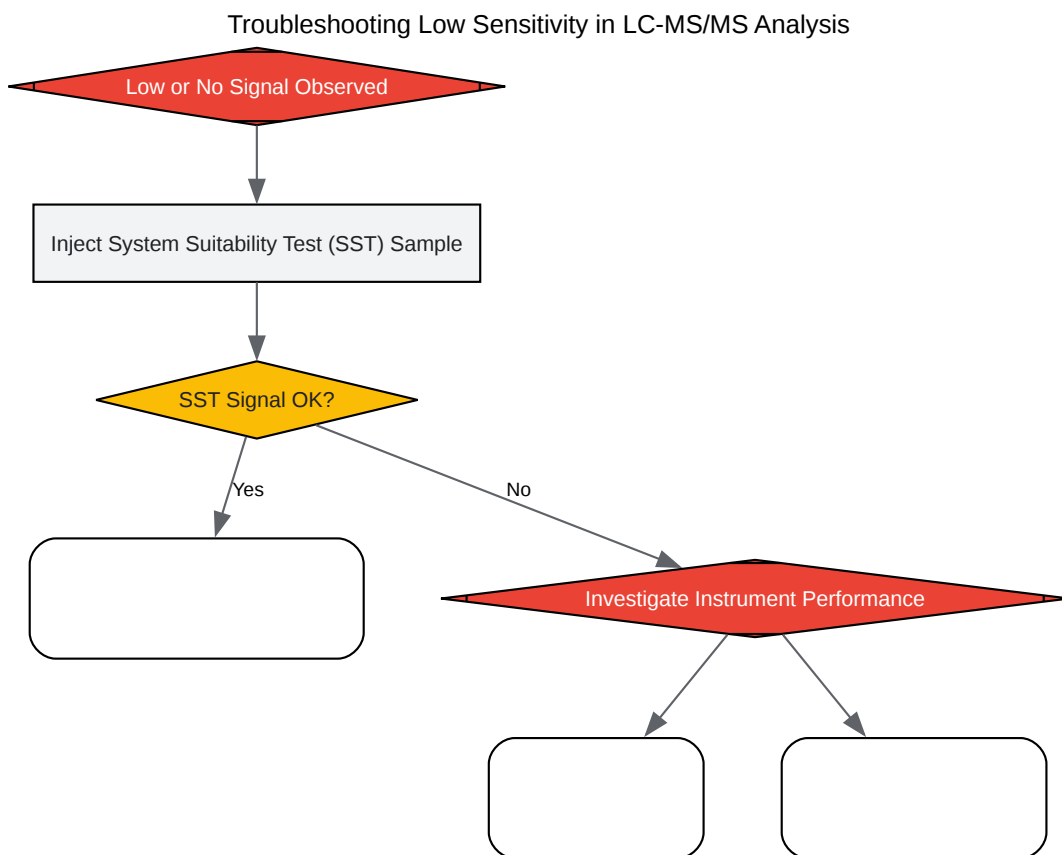 Troubleshooting Low Sensitivity in LC-MS/MS Analysis
Low or No Signal Observed
Inject System Suitability Test (SST) Sample
SST Signal OK?
Yes
No
Investigate Instrument Performance